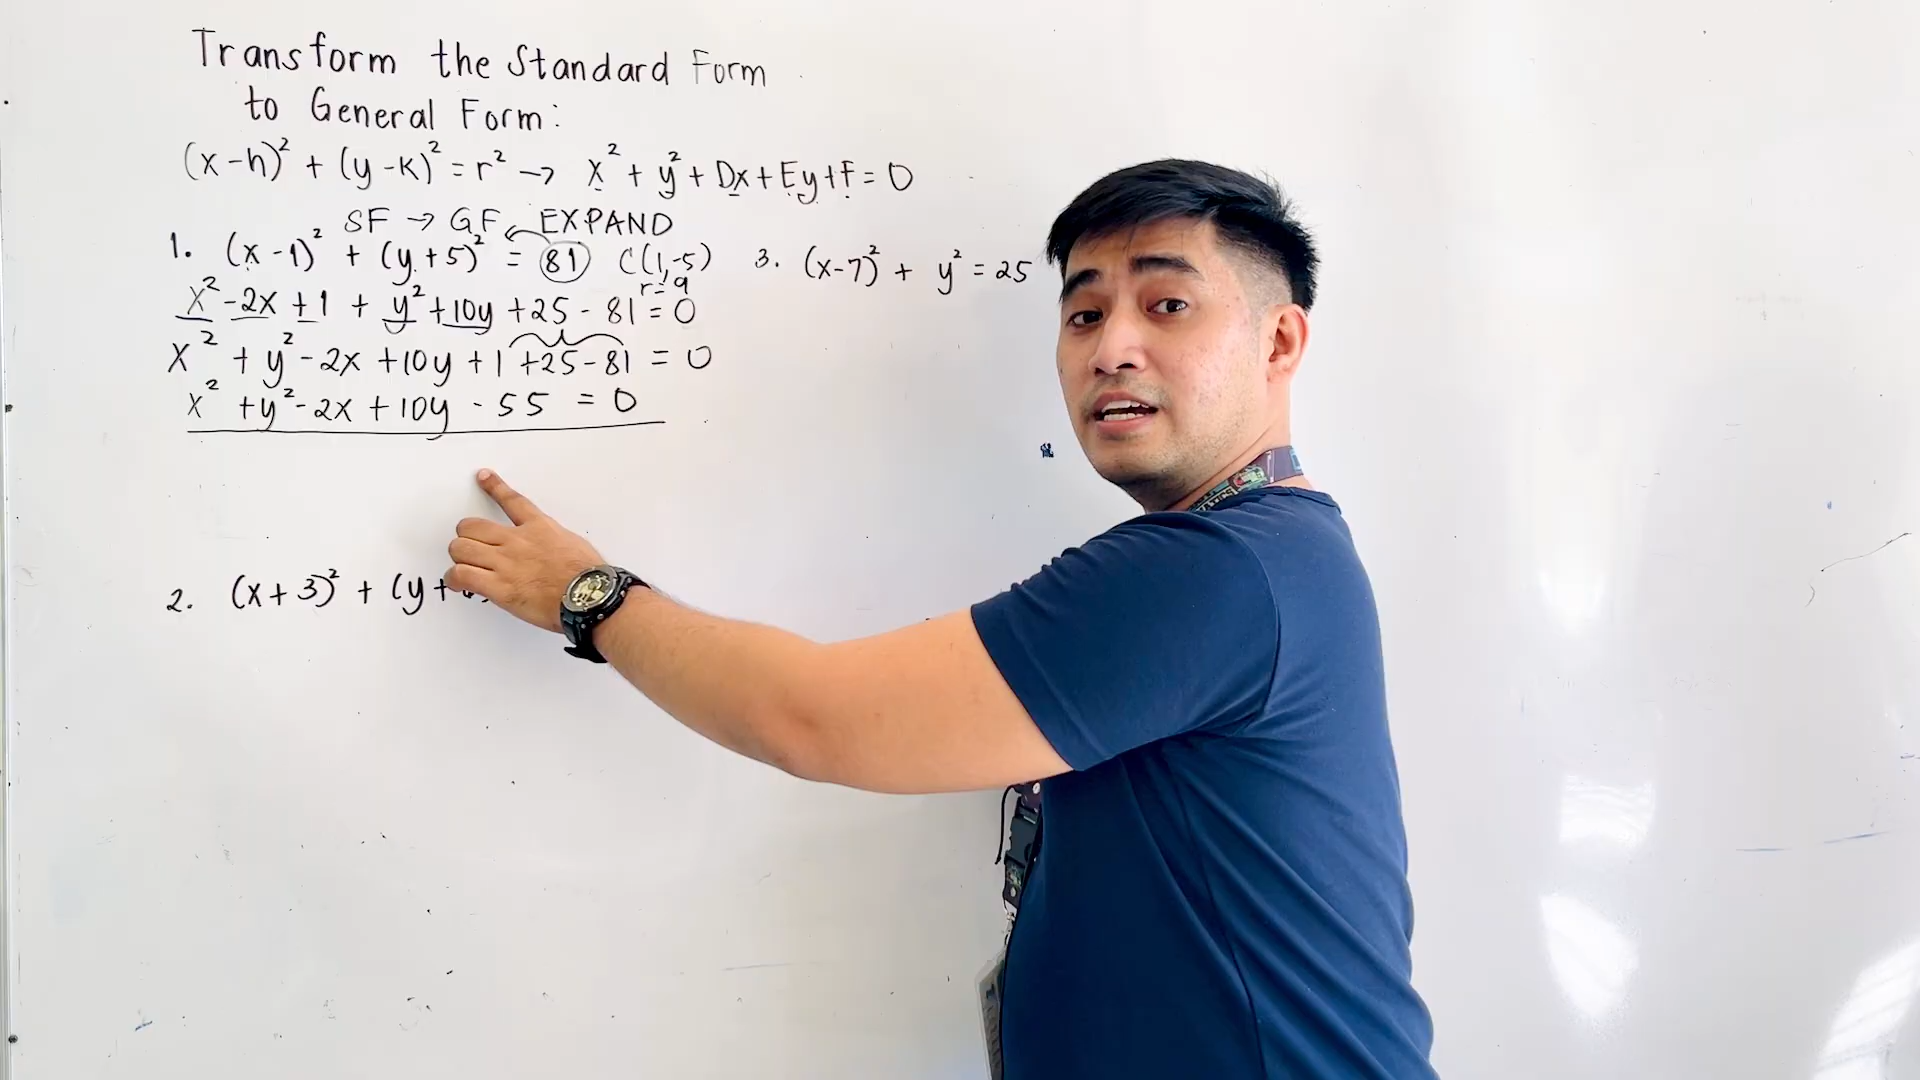 Transform the Standard Form
to General Form:
(x-h)² + (y-k)² = r² → x² + y² + Dx + Ey + F = 0
SF → GF EXPAND
1. (x-1)² + (y+5)² = 81 C(1,-5)
r=9
x² -2x +1 + y² +10y +25 - 81 = 0
x² + y² - 2x +10y +1 +25-81 = 0
x² + y² - 2x + 10y - 55 = 0
2. (x+3)² + (y+
3. (x-7)² + y² = 25